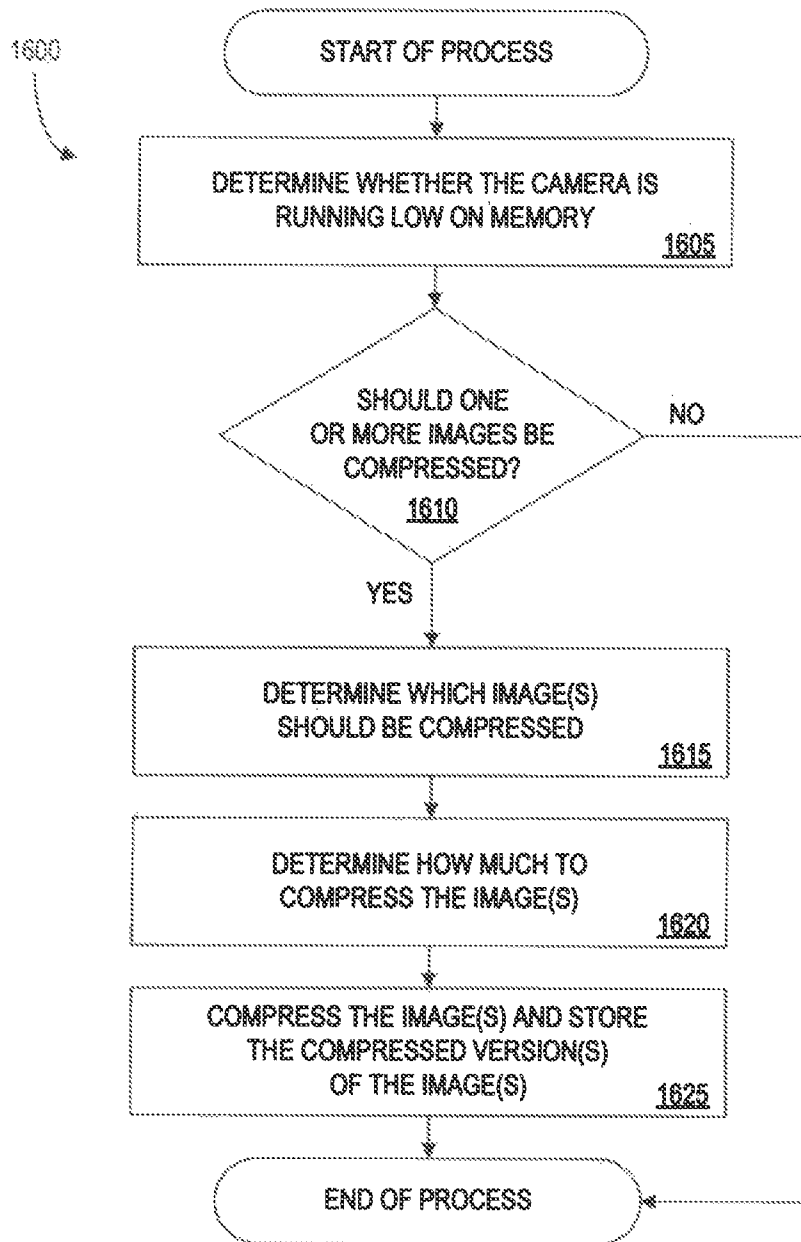 1600
START OF PROCESS
DETERMINE WHETHER THE CAMERA IS
RUNNING LOW ON MEMORY
1605
SHOULD ONE
OR MORE IMAGES BE
COMPRESSED?
1610
NO
YES
DETERMINE WHICH IMAGE(S)
SHOULD BE COMPRESSED
1615
DETERMINE HOW MUCH TO
COMPRESS THE IMAGE(S)
1620
COMPRESS THE IMAGE(S) AND STORE
THE COMPRESSED VERSION(S)
OF THE IMAGE(S)
1625
END OF PROCESS